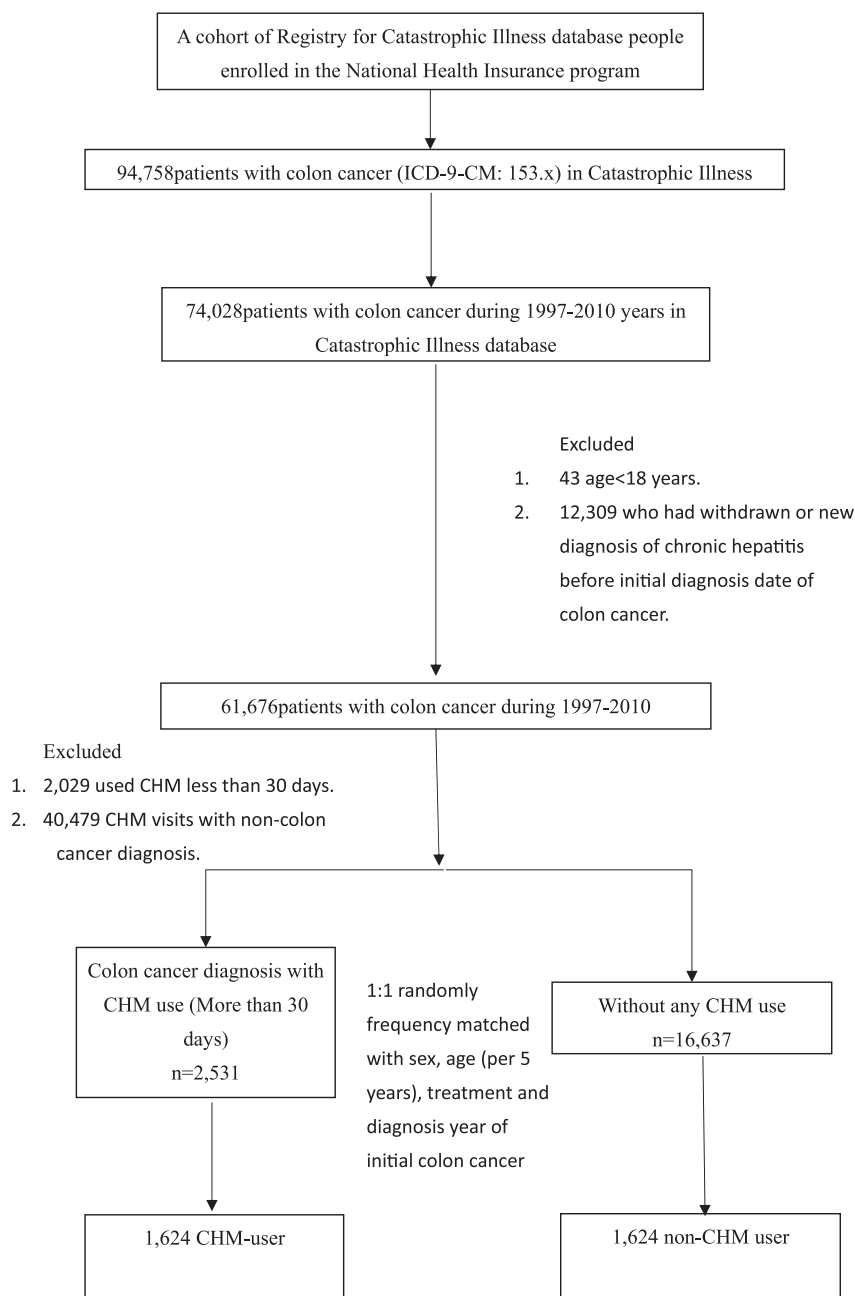 A cohort of Registry for Catastrophic Illness database people
enrolled in the National Health Insurance program
94,758patients with colon cancer (ICD-9-CM: 153.x) in Catastrophic Illness
74,028patients with colon cancer during 1997-2010 years in
Catastrophic Illness database
Excluded
1. 43 age<18 years.
2. 12,309 who had withdrawn or new
diagnosis of chronic hepatitis
before initial diagnosis date of
colon cancer.
61,676patients with colon cancer during 1997-2010
Excluded
1. 2,029 used CHM less than 30 days.
2. 40,479 CHM visits with non-colon
cancer diagnosis.
Colon cancer diagnosis with
CHM use (More than 30
days)
n=2,531
1:1 randomly
frequency matched
with sex, age (per 5
years), treatment and
diagnosis year of
initial colon cancer
Without any CHM use
n=16,637
1,624 CHM-user
1,624 non-CHM user